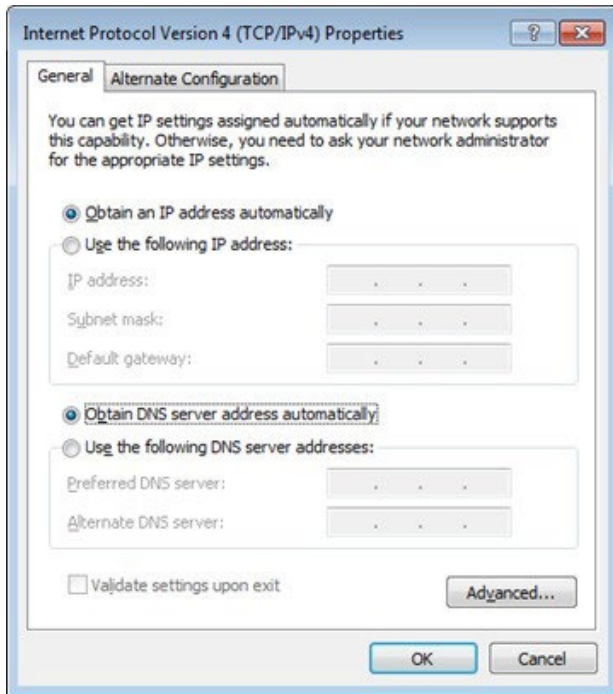 Internet Protocol Version 4 (TCP/IPv4) Properties
General
Alternate Configuration
You can get IP settings assigned automatically if your network supports
this capability. Otherwise, you need to ask your network administrator
for the appropriate IP settings.
Obtain an IP address automatically
Use the following IP address:
IP address:
Subnet mask:
Default gateway:
Obtain DNS server address automatically
Use the following DNS server addresses:
Preferred DNS server:
Alternate DNS server:
Validate settings upon exit
Advanced...
OK
Cancel